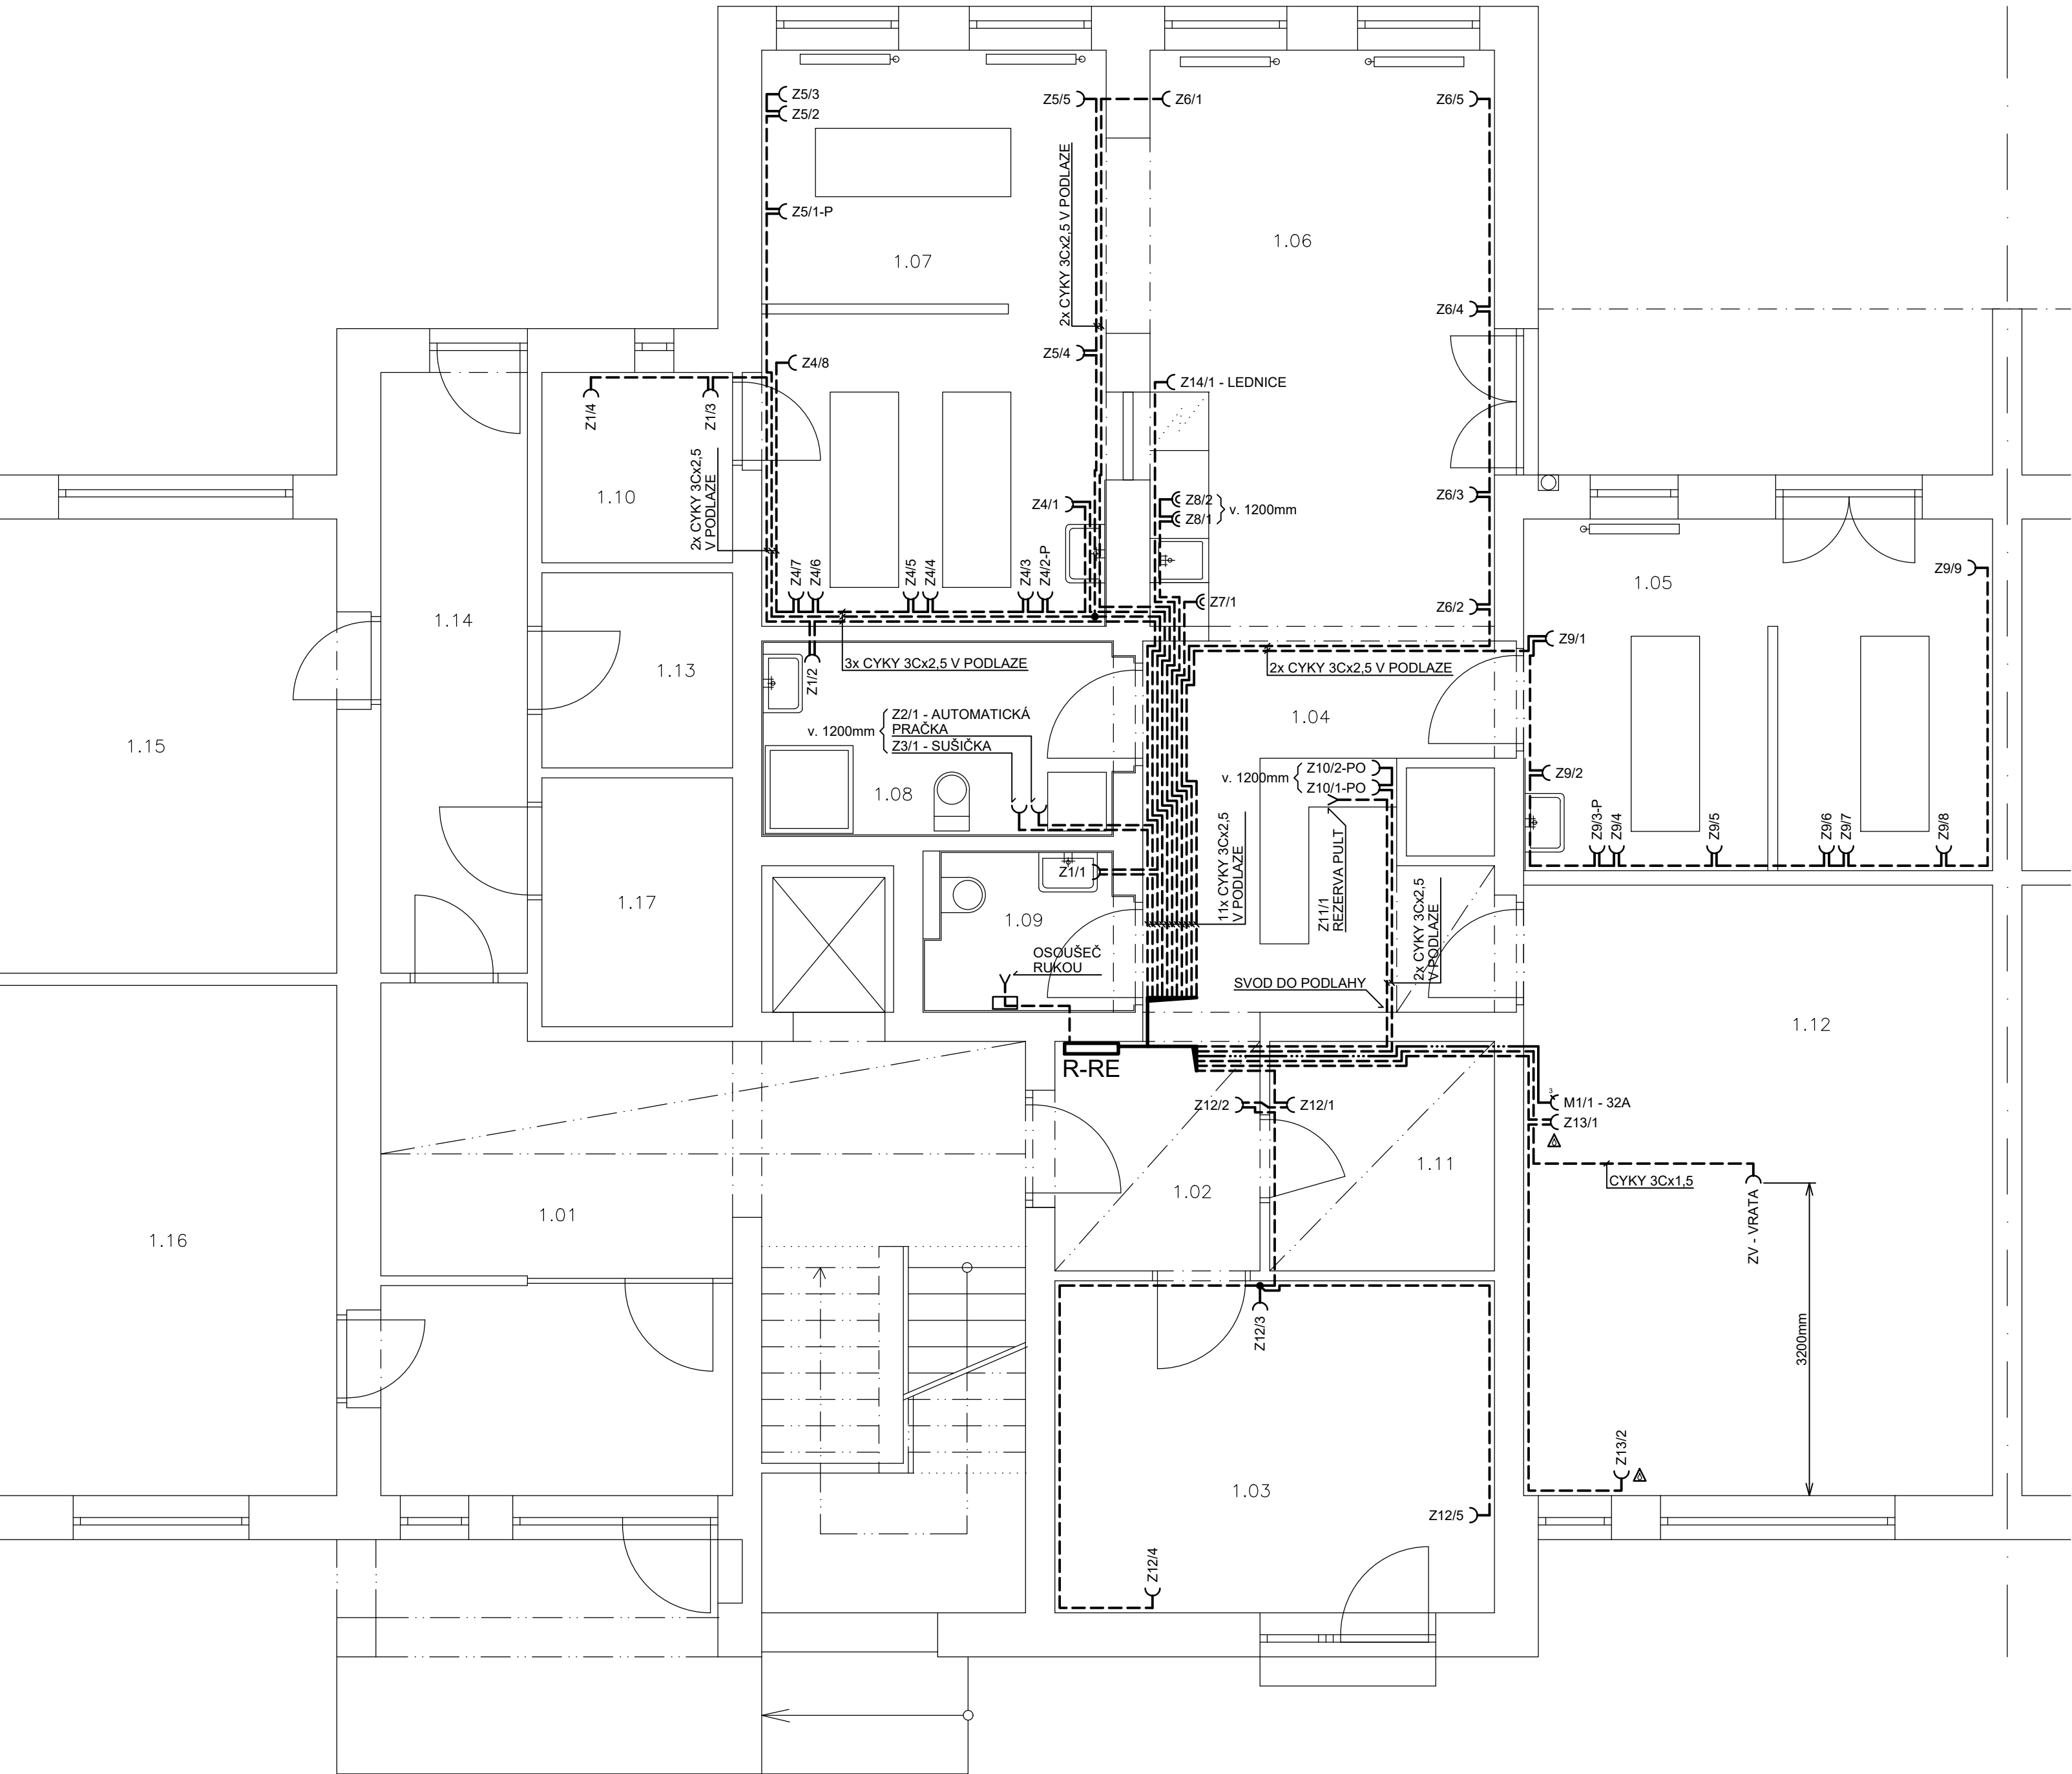 Z5/3
Z5/2
Z5/5
Z6/1
Z6/5
2x CYKY 3Cx2,5 V PODLAZE
Z5/1-P
1.07
1.06
Z6/4
Z5/4
Z4/8
Z14/1 - LEDNICE
Z1/4
Z1/3
2x CYKY 3Cx2,5
V PODLAZE
1.10
Z4/1
Z8/2
Z8/1
v. 1200mm
Z6/3
Z4/7
Z4/6
Z4/5
Z4/4
Z4/3
Z4/2-P
Z9/9
1.05
Z7/1
Z6/2
1.14
Z9/1
3x CYKY 3Cx2,5 V PODLAZE
2x CYKY 3Cx2,5 V PODLAZE
1.13
Z1/2
Z2/1 - AUTOMATICKÁ
PRAČKA
v. 1200mm
Z3/1 - SUŠIČKA
1.04
1.15
Z10/2-PO
v. 1200mm
Z10/1-PO
Z9/2
1.08
Z9/3-P
Z9/4
Z9/5
Z9/6
Z9/7
Z9/8
11x CYKY 3Cx2,5
V PODLAZE
Z11/1
REZERVA PULT
Z1/1
1.17
1.09
2x CYKY 3Cx2,5
V PODLAZE
OSOUŠEČ
RUKOU
SVOD DO PODLAHY
1.12
R-RE
Z12/2
Z12/1
3
M1/1 - 32A
Z13/1
1.11
CYKY 3Cx1,5
1.02
1.01
ZV - VRATA
1.16
Z12/3
3200mm
Z13/2
1.03
Z12/5
Z12/4